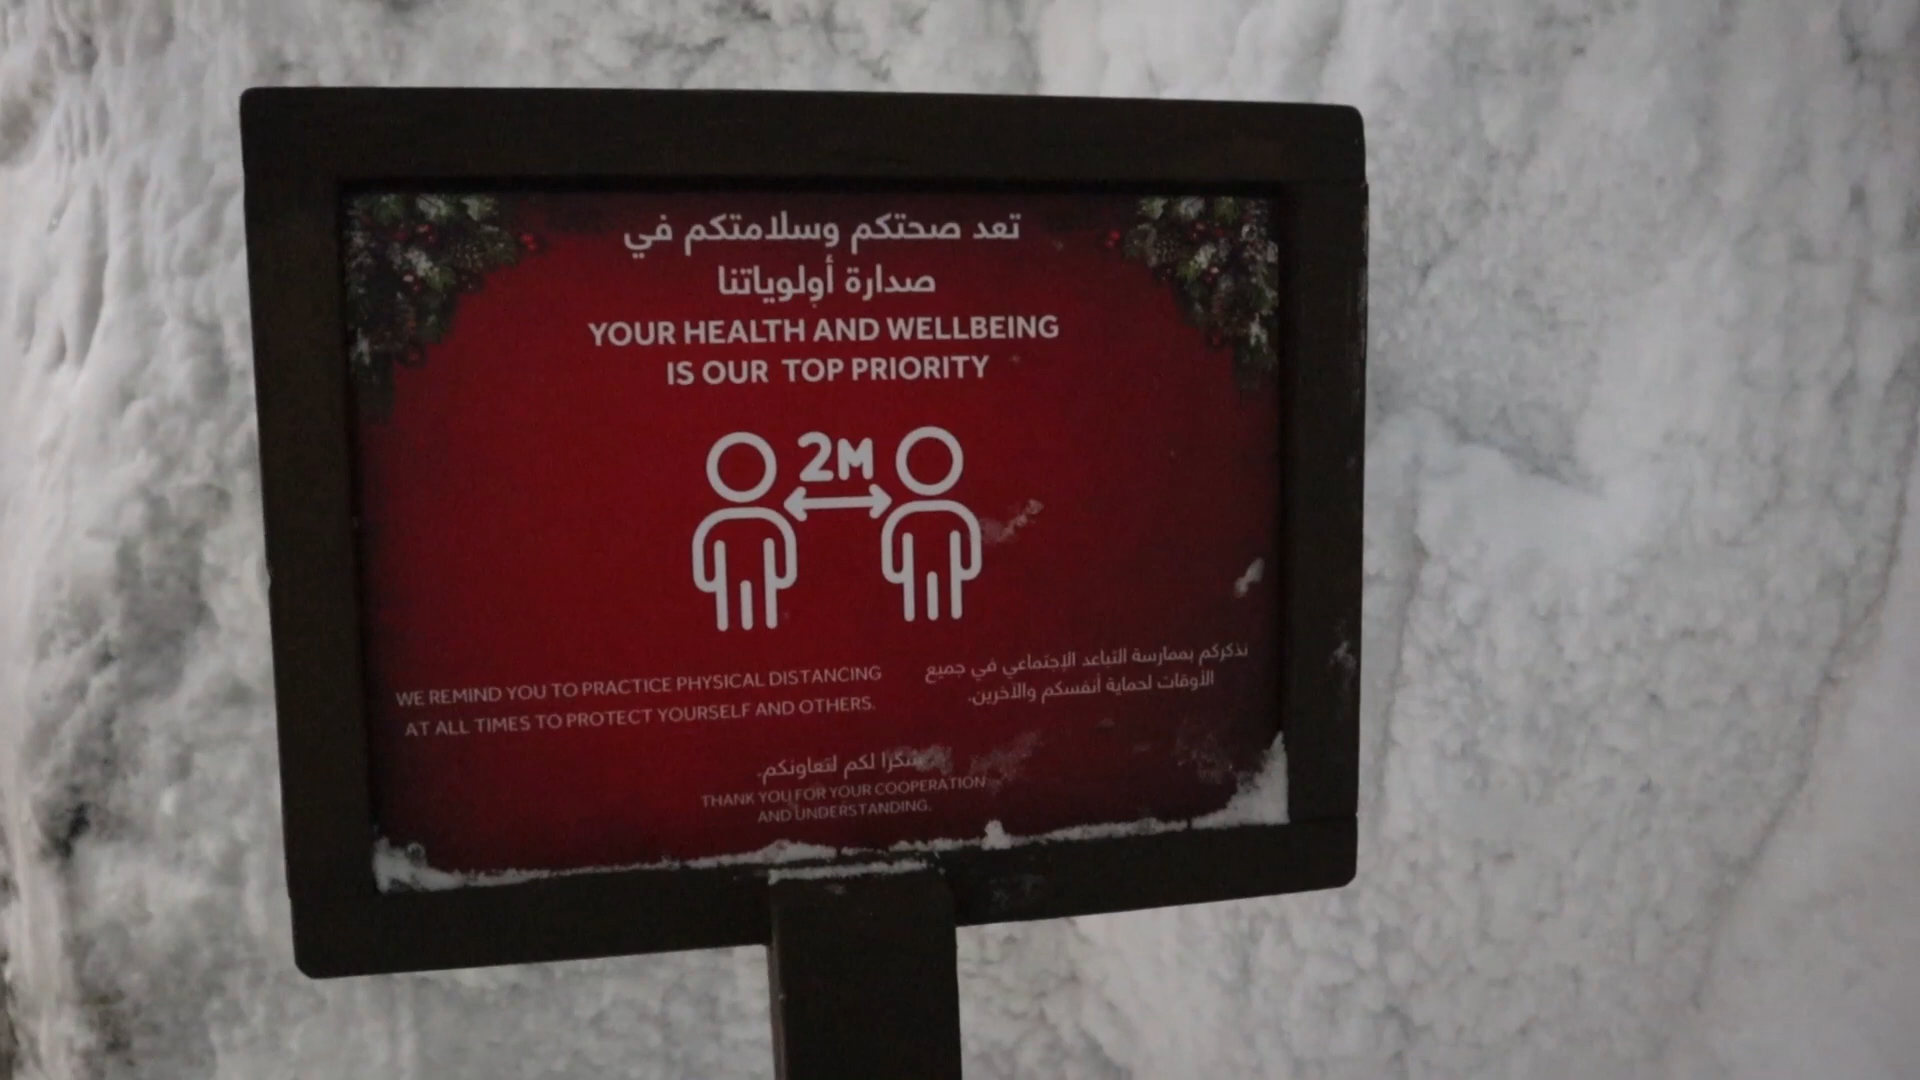 تعد صحتكم وسلامتكم في
صدارة أولوياتنا
YOUR HEALTH AND WELLBEING
IS OUR TOP PRIORITY
2M
WE REMIND YOU TO PRACTICE PHYSICAL DISTANCING
AT ALL TIMES TO PROTECT YOURSELF AND OTHERS.
نذكركم بممارسة التباعد الإجتماعي في جميع
الأوقات لحماية أنفسكم والآخرين.
شكرا لكم لتعاونكم.
THANK YOU FOR YOUR COOPERATION
AND UNDERSTANDING.